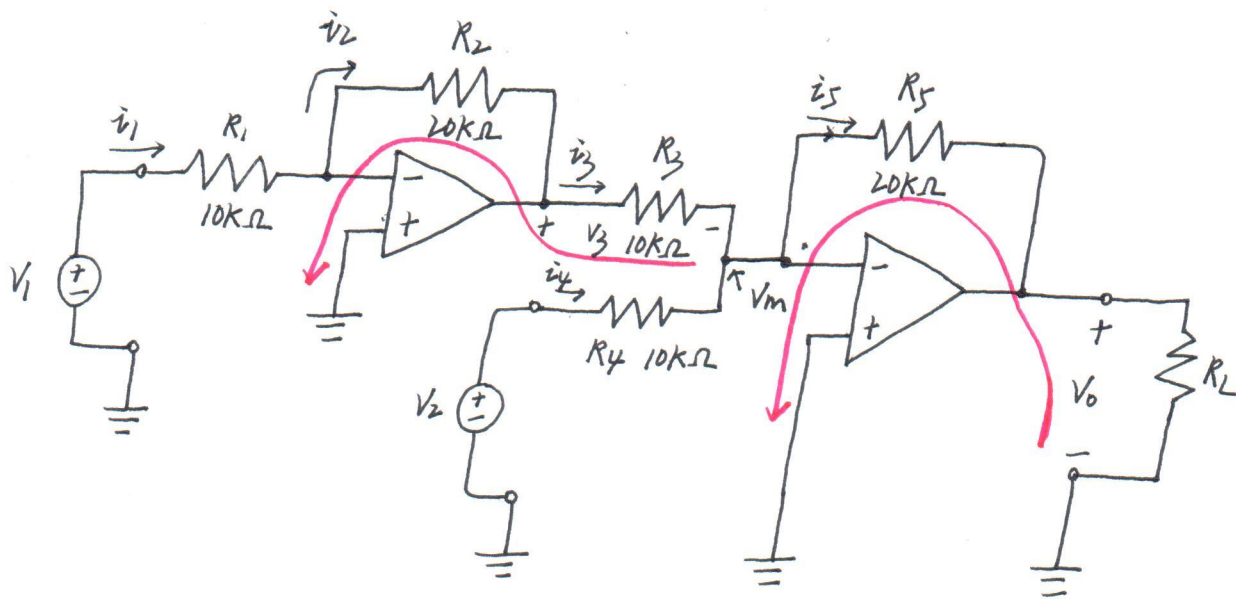 i2
R2
20KΩ
i1
R1
10KΩ
-
+
V1
+
-
i3
R3
+
V3
10KΩ
-
i4
R4 10KΩ
Vm
V2
+
-
i5
R5
20KΩ
-
+
+
Vo
-
RL